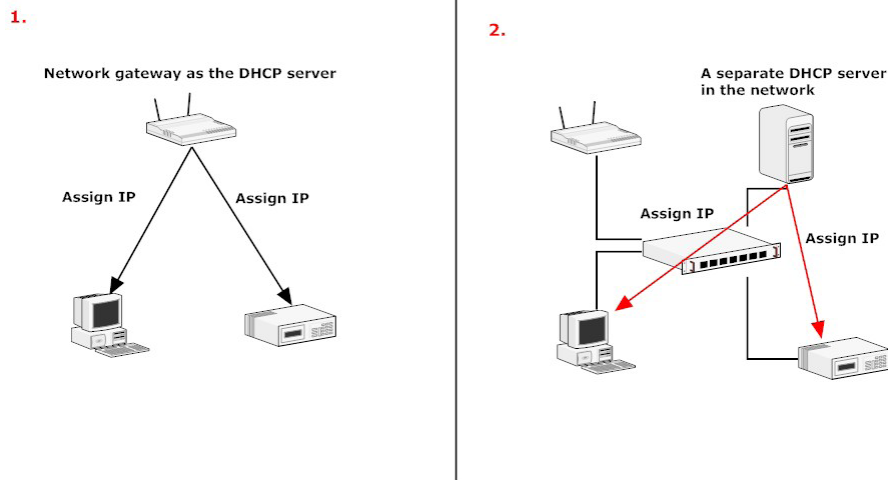 1.
Network gateway as the DHCP server
Assign IP
Assign IP
2.
A separate DHCP server
in the network
Assign IP
Assign IP